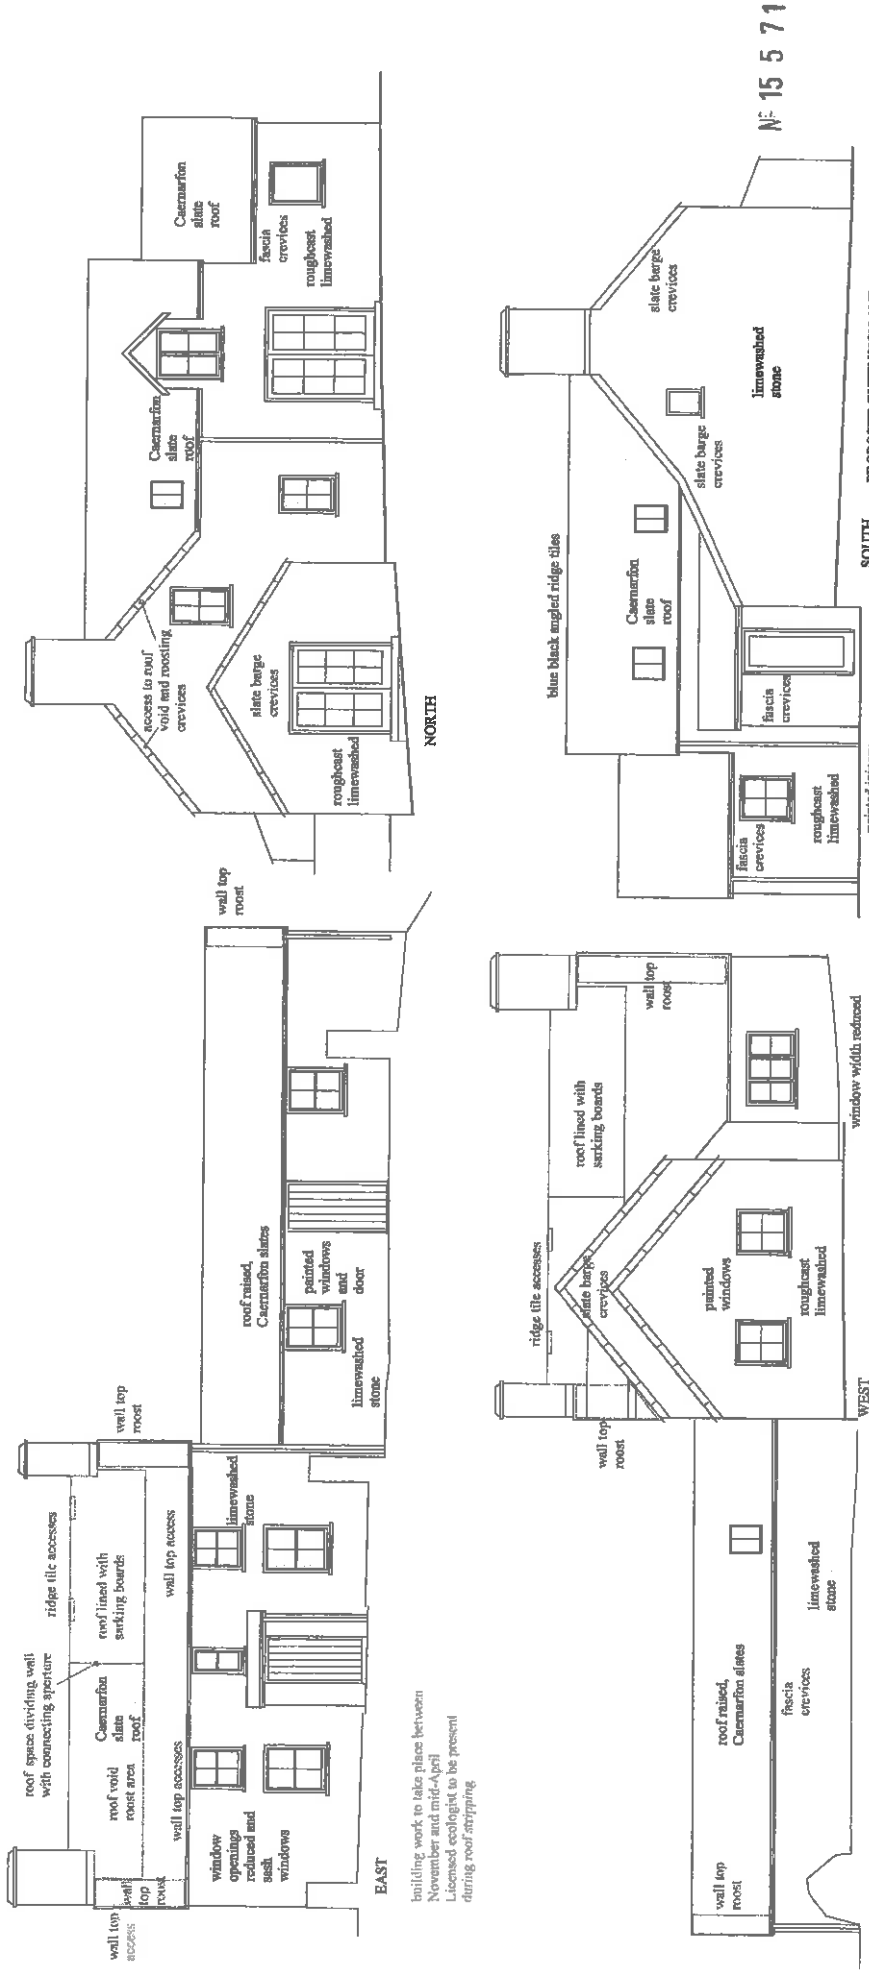 roof space dividing wall
with connecting aperture
ridge tile accesses
wall top
roost
Caernarfon
slate
roof
roof lined with
sarking boards
roof void
roost area
wall top accesses
wall top access
wall
top
roost
wall top
access
window
openings
reduced and
sash
windows
limewashed
stone
roof raised,
Caernarfon slates
painted
windows
and
door
limewashed
stone
wall top
roost
EAST
building work to take place between
November and mid-April
Licensed ecologist to be present
during roof stripping
access to roof
void and roosting
crevices
Caernarfon
slate
roof
Caernarfon
slate
roof
slate barge
crevices
roughcast
limewashed
fascia
crevices
roughcast
limewashed
NORTH
wall top
roost
roof raised,
Caernarfon slates
fascia
crevices
limewashed
stone
wall top
roost
ridge tile accesses
slate barge
crevices
roof lined with
sarking boards
wall top
roost
painted
windows
roughcast
limewashed
window width reduced
WEST
blue black angled ridge tiles
Caernarfon
slate
roof
slate barge
crevices
slate barge
crevices
limewashed
stone
fascia
crevices
fascia
crevices
roughcast
limewashed
SOUTH
Nº 15 5 71